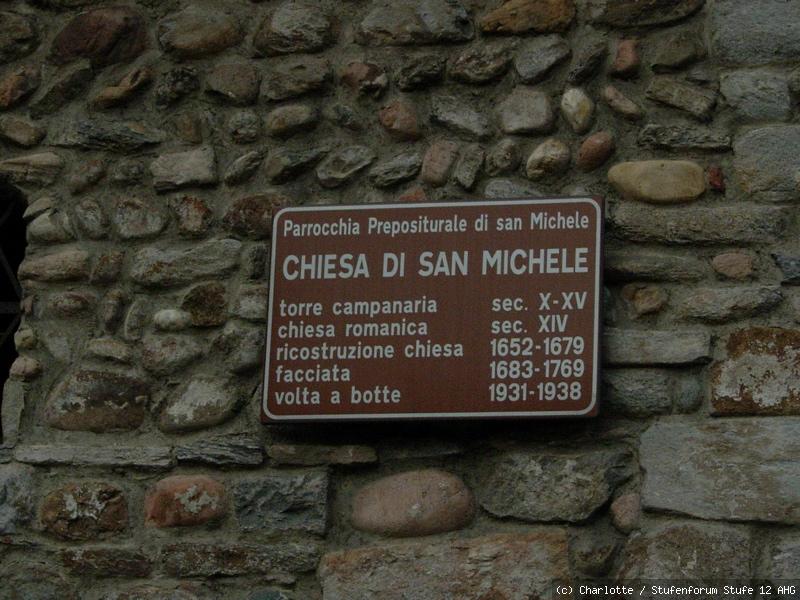 Parrocchia Prepositurale di san Michele
CHIESA DI SAN MICHELE
torre campanaria sec. X-XV
chiesa romanica sec. XIV
ricostruzione chiesa 1652-1679
facciata 1683-1769
volta a botte 1931-1938
(c) Charlotte / Stufenforum Stufe 12 AHG